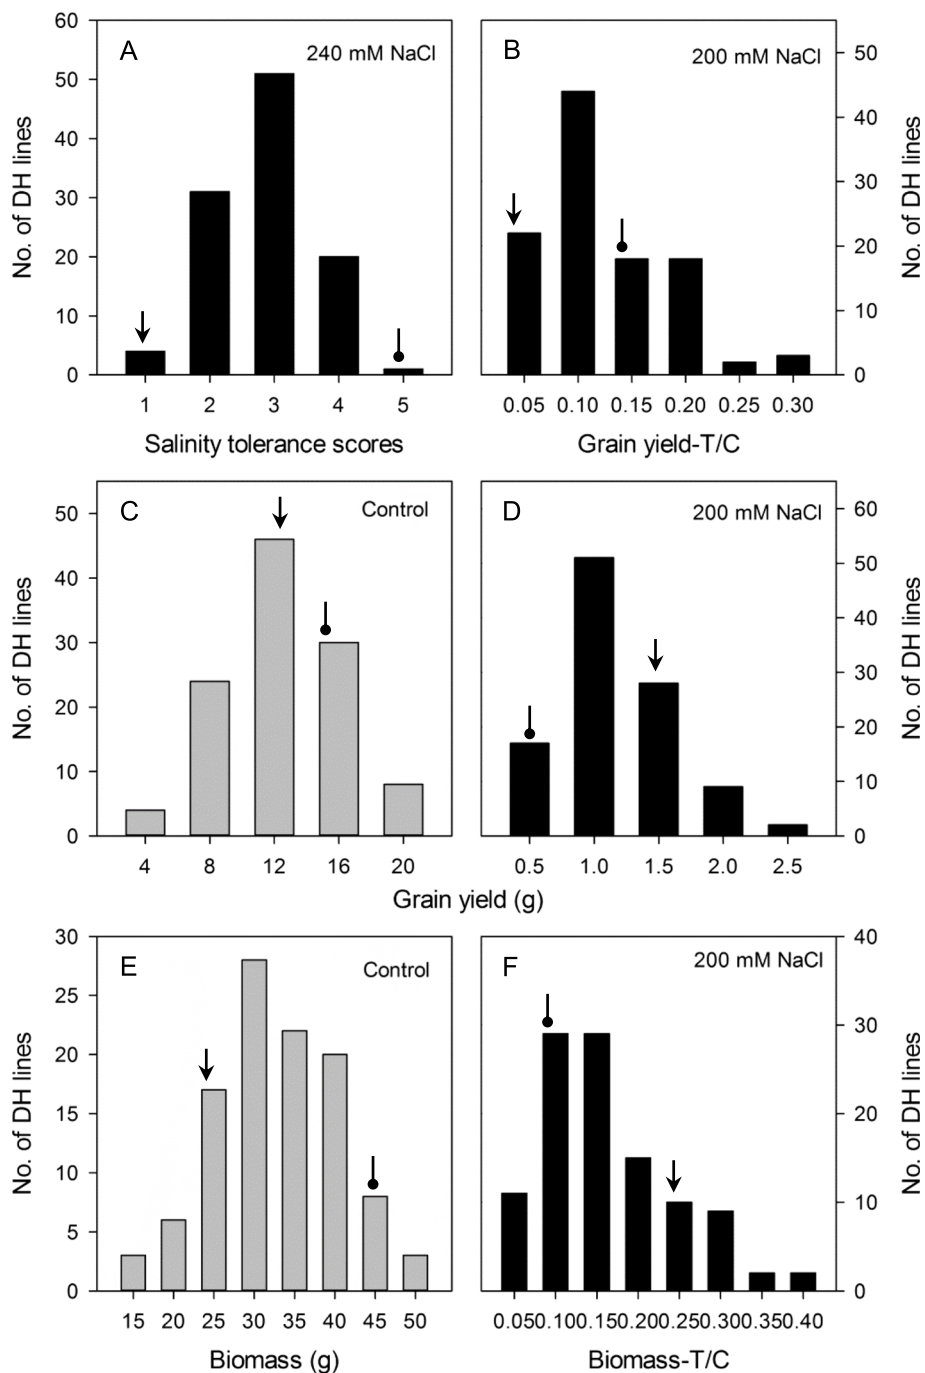 A
240 mM NaCl
No. of DH lines
60
50
40
30
20
10
0
1 2 3 4 5
Salinity tolerance scores
B
200 mM NaCl
No. of DH lines
50
40
30
20
10
0
0.05 0.10 0.15 0.20 0.25 0.30
Grain yield-T/C
C
Control
No. of DH lines
50
40
30
20
10
0
4 8 12 16 20
D
200 mM NaCl
No. of DH lines
60
50
40
30
20
10
0
0.5 1.0 1.5 2.0 2.5
Grain yield (g)
E
Control
No. of DH lines
30
25
20
15
10
5
0
15 20 25 30 35 40 45 50
Biomass (g)
F
200 mM NaCl
No. of DH lines
40
30
20
10
0
0.05 0.10 0.15 0.20 0.25 0.30 0.35 0.40
Biomass-T/C